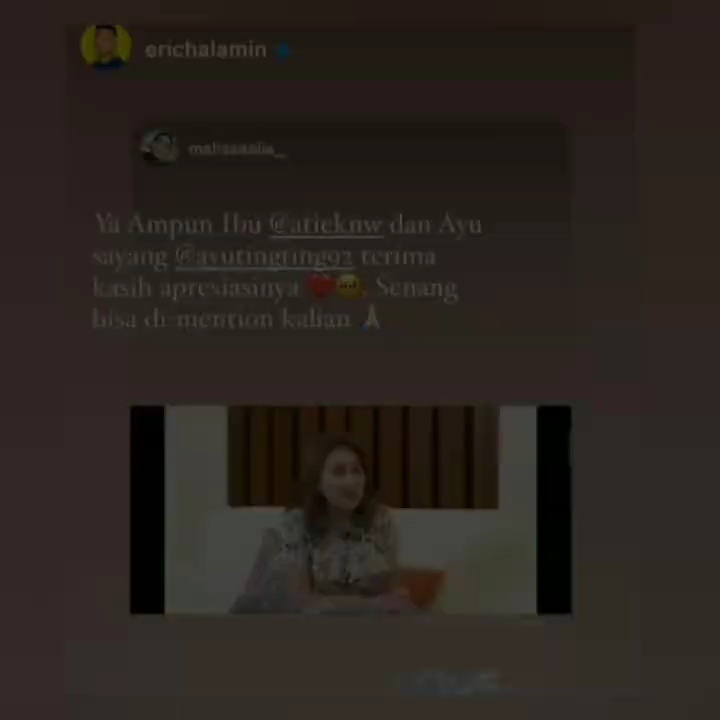 erichalamin
Ya Ampun Ibu @atieknw dan Ayu
sayang @ayutingting92 terima
kasih apresiasinya ❤️🥹. Senang
bisa di mention kalian 🙏